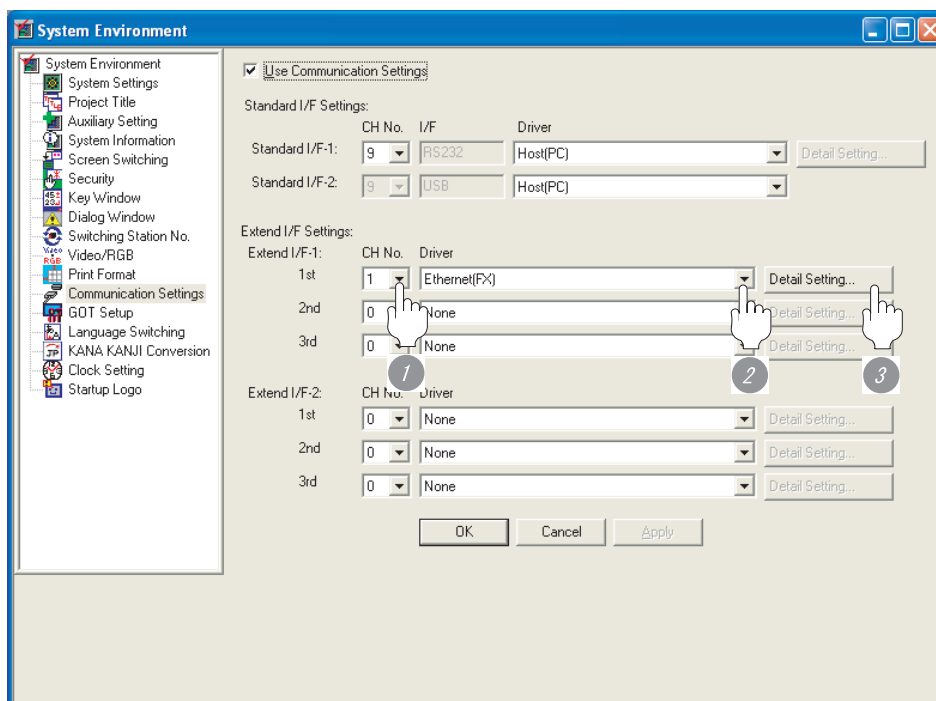 System Environment
System Environment
System Settings
Project Title
Auxiliary Setting
System Information
Screen Switching
Security
Key Window
Dialog Window
Switching Station No.
Video/RGB
Print Format
Communication Settings
GOT Setup
Language Switching
KANA KANJI Conversion
Clock Setting
Startup Logo
Use Communication Settings
Standard I/F Settings:
CH No. I/F Driver
Standard I/F-1: 9 RS232 Host(PC) Detail Setting...
Standard I/F-2: 9 USB Host(PC)
Extend I/F Settings:
Extend I/F-1: CH No. Driver
1st 1 Ethernet(FX) Detail Setting...
2nd 0 None Detail Setting...
3rd 0 None Detail Setting...
1 2 3
Extend I/F-2: CH No. Driver
1st 0 None Detail Setting...
2nd 0 None Detail Setting...
3rd 0 None Detail Setting...
OK Cancel Apply